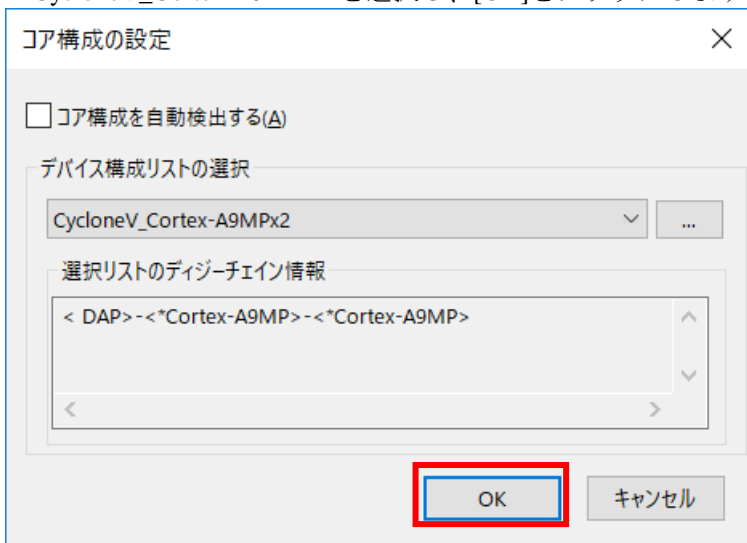 コア構成の設定
コア構成を自動検出する(A)
デバイス構成リストの選択
CycloneV_Cortex-A9MPx2
...
選択リストのディジーチェイン情報
< DAP>-<*Cortex-A9MP>-<*Cortex-A9MP>
OK
キャンセル